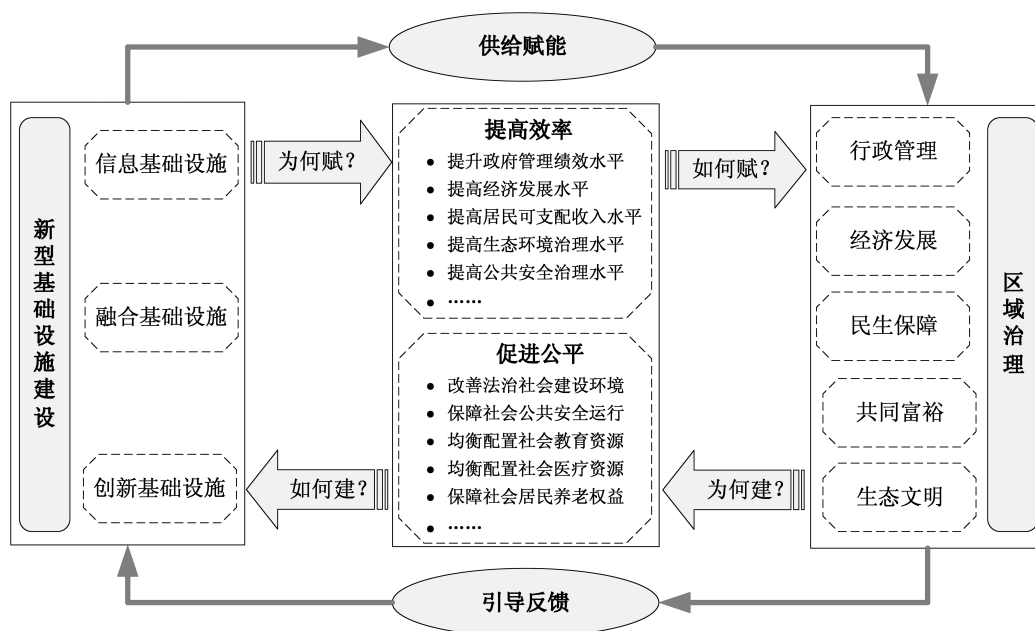 供给赋能
新型基础设施建设
信息基础设施
融合基础设施
创新基础设施
为何赋？
提高效率
● 提升政府管理绩效水平
● 提高经济发展水平
● 提高居民可支配收入水平
● 提高生态环境治理水平
● 提高公共安全治理水平
● ……
促进公平
● 改善法治社会建设环境
● 保障社会公共安全运行
● 均衡配置社会教育资源
● 均衡配置社会医疗资源
● 保障社会居民养老权益
● ……
如何建？
如何赋？
为何建？
行政管理
经济发展
民生保障
共同富裕
生态文明
区域治理
引导反馈